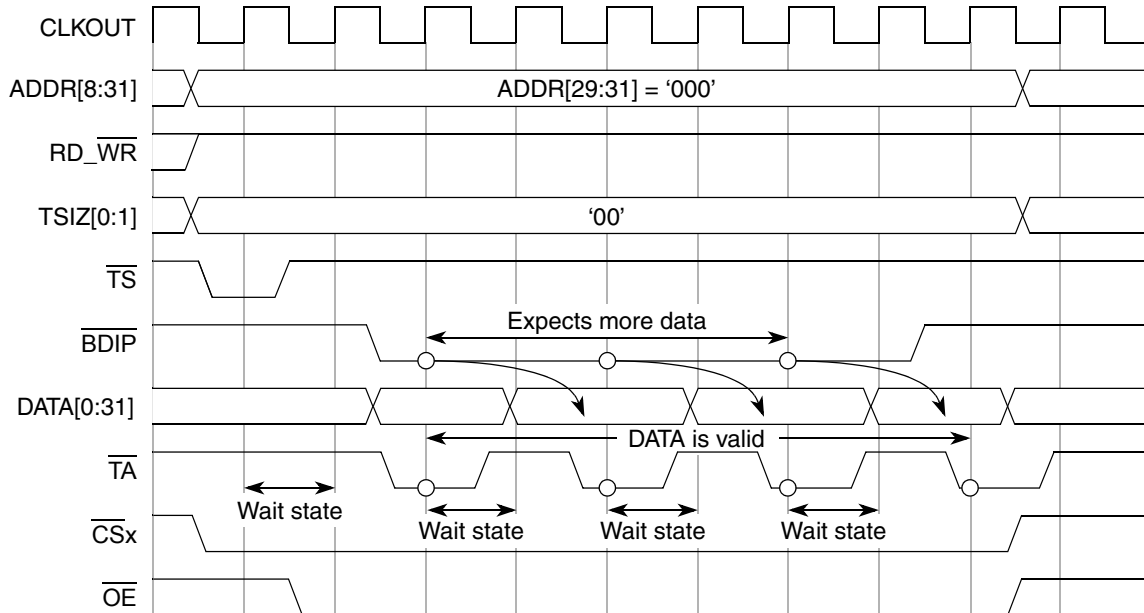 CLKOUT
ADDR[8:31]
ADDR[29:31] = ‘000’
RD_WR
TSIZ[0:1]
‘00’
TS
Expects more data
BDIP
DATA[0:31]
DATA is valid
TA
Wait state
Wait state
Wait state
Wait state
CSx
OE